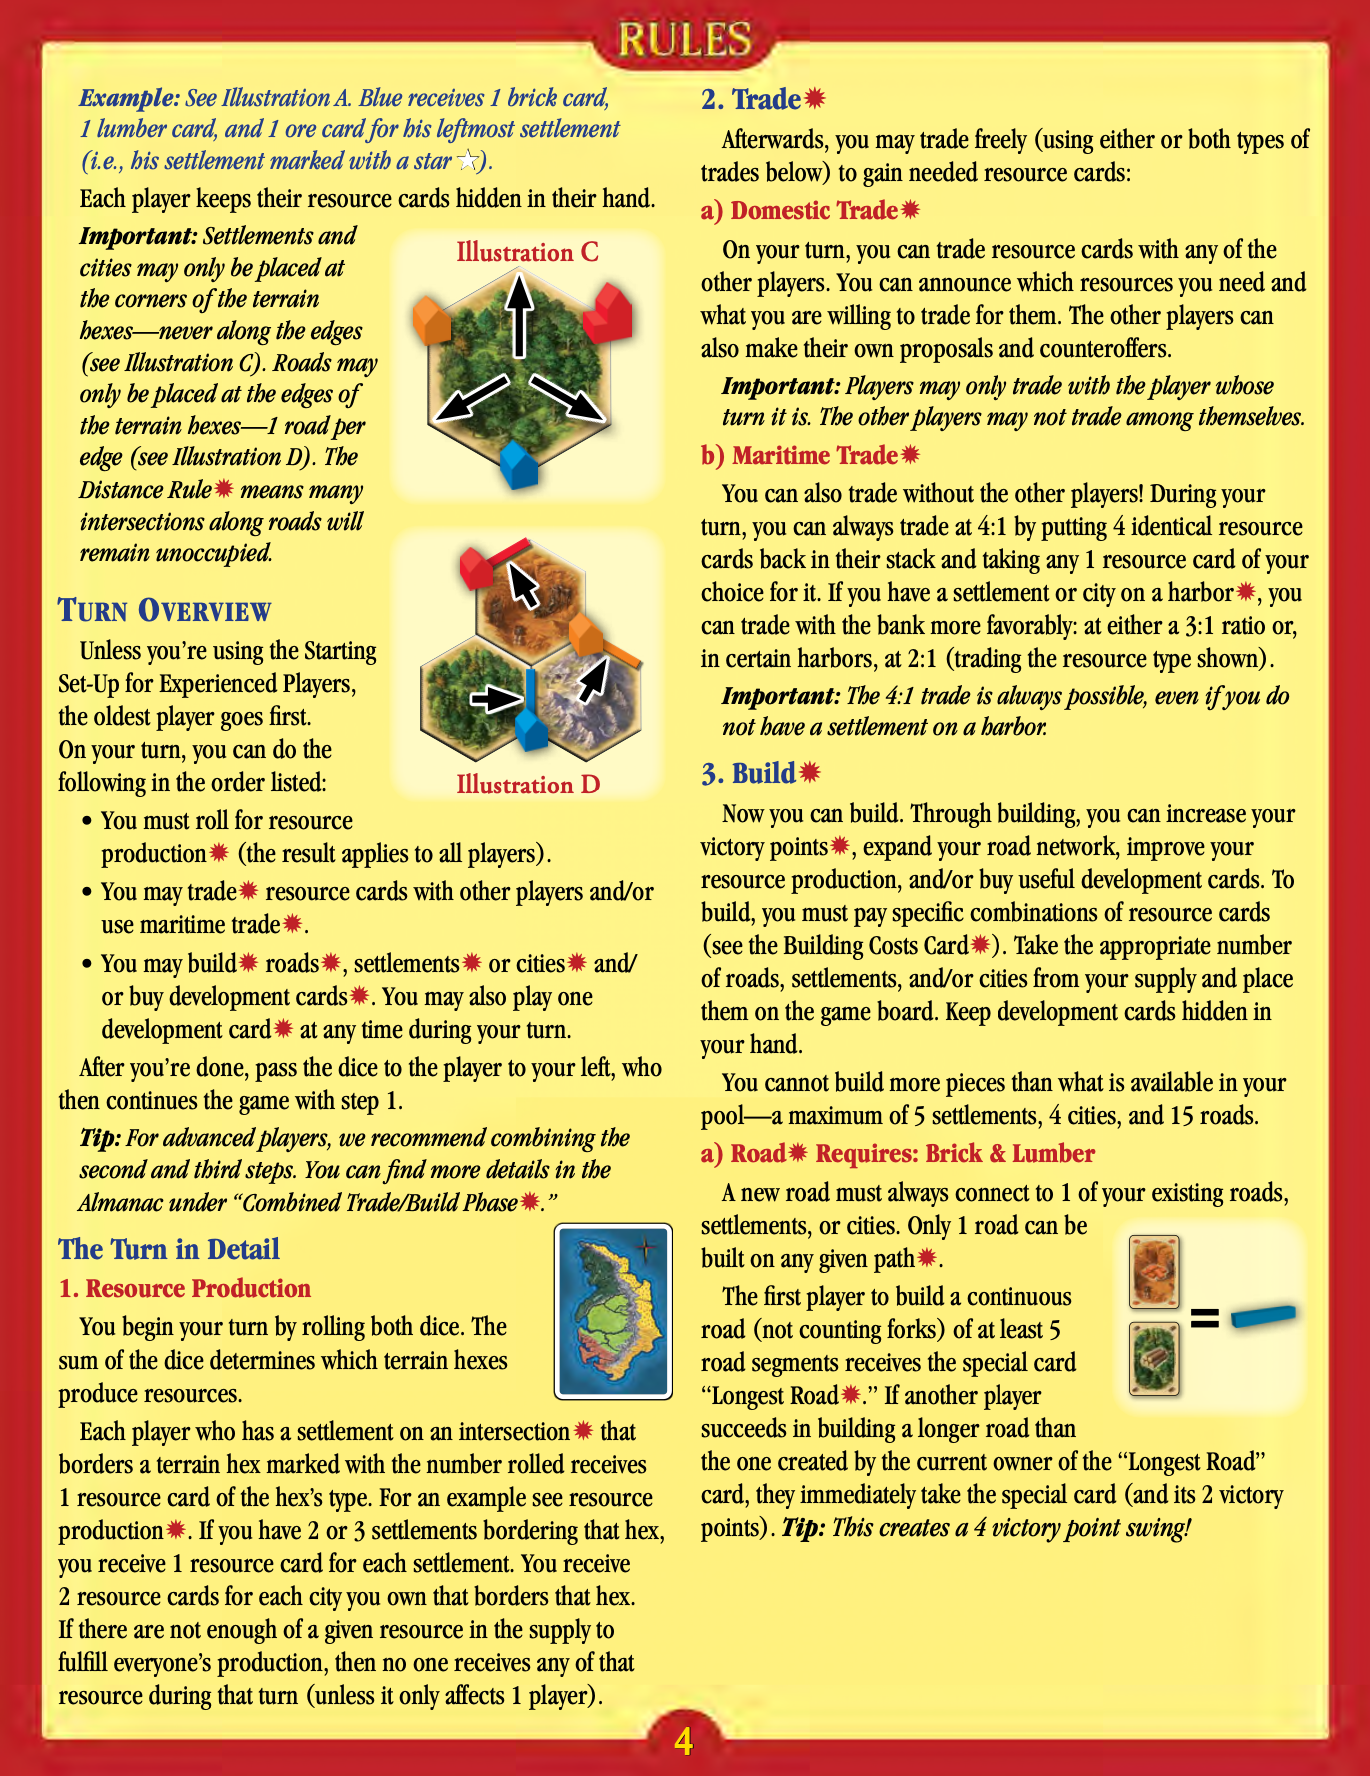 RULES
Example: See Illustration A. Blue receives 1 brick card,
1 lumber card, and 1 ore card for his leftmost settlement
(i.e., his settlement marked with a star ☆).
Each player keeps their resource cards hidden in their hand.
Important: Settlements and
cities may only be placed at
the corners of the terrain
hexes—never along the edges
(see Illustration C). Roads may
only be placed at the edges of
the terrain hexes—1 road per
edge (see Illustration D). The
Distance Rule✹ means many
intersections along roads will
remain unoccupied.
Illustration C
Illustration D
TURN OVERVIEW
Unless you’re using the Starting
Set-Up for Experienced Players,
the oldest player goes first.
On your turn, you can do the
following in the order listed:
• You must roll for resource
production✹ (the result applies to all players).
• You may trade✹ resource cards with other players and/or
use maritime trade✹.
• You may build✹ roads✹, settlements✹ or cities✹ and/
or buy development cards✹. You may also play one
development card✹ at any time during your turn.
After you’re done, pass the dice to the player to your left, who
then continues the game with step 1.
Tip: For advanced players, we recommend combining the
second and third steps. You can find more details in the
Almanac under “Combined Trade/Build Phase✹.”
The Turn in Detail
1. Resource Production
You begin your turn by rolling both dice. The
sum of the dice determines which terrain hexes
produce resources.
Each player who has a settlement on an intersection✹ that
borders a terrain hex marked with the number rolled receives
1 resource card of the hex’s type. For an example see resource
production✹. If you have 2 or 3 settlements bordering that hex,
you receive 1 resource card for each settlement. You receive
2 resource cards for each city you own that borders that hex.
If there are not enough of a given resource in the supply to
fulfill everyone’s production, then no one receives any of that
resource during that turn (unless it only affects 1 player).
2. Trade✹
Afterwards, you may trade freely (using either or both types of
trades below) to gain needed resource cards:
a) Domestic Trade✹
On your turn, you can trade resource cards with any of the
other players. You can announce which resources you need and
what you are willing to trade for them. The other players can
also make their own proposals and counteroffers.
Important: Players may only trade with the player whose
turn it is. The other players may not trade among themselves.
b) Maritime Trade✹
You can also trade without the other players! During your
turn, you can always trade at 4:1 by putting 4 identical resource
cards back in their stack and taking any 1 resource card of your
choice for it. If you have a settlement or city on a harbor✹, you
can trade with the bank more favorably: at either a 3:1 ratio or,
in certain harbors, at 2:1 (trading the resource type shown).
Important: The 4:1 trade is always possible, even if you do
not have a settlement on a harbor.
3. Build✹
Now you can build. Through building, you can increase your
victory points✹, expand your road network, improve your
resource production, and/or buy useful development cards. To
build, you must pay specific combinations of resource cards
(see the Building Costs Card✹). Take the appropriate number
of roads, settlements, and/or cities from your supply and place
them on the game board. Keep development cards hidden in
your hand.
You cannot build more pieces than what is available in your
pool—a maximum of 5 settlements, 4 cities, and 15 roads.
a) Road✹ Requires: Brick & Lumber
A new road must always connect to 1 of your existing roads,
settlements, or cities. Only 1 road can be
built on any given path✹.
The first player to build a continuous
road (not counting forks) of at least 5
road segments receives the special card
“Longest Road✹.” If another player
succeeds in building a longer road than
the one created by the current owner of the “Longest Road”
card, they immediately take the special card (and its 2 victory
points). Tip: This creates a 4 victory point swing!
=
4